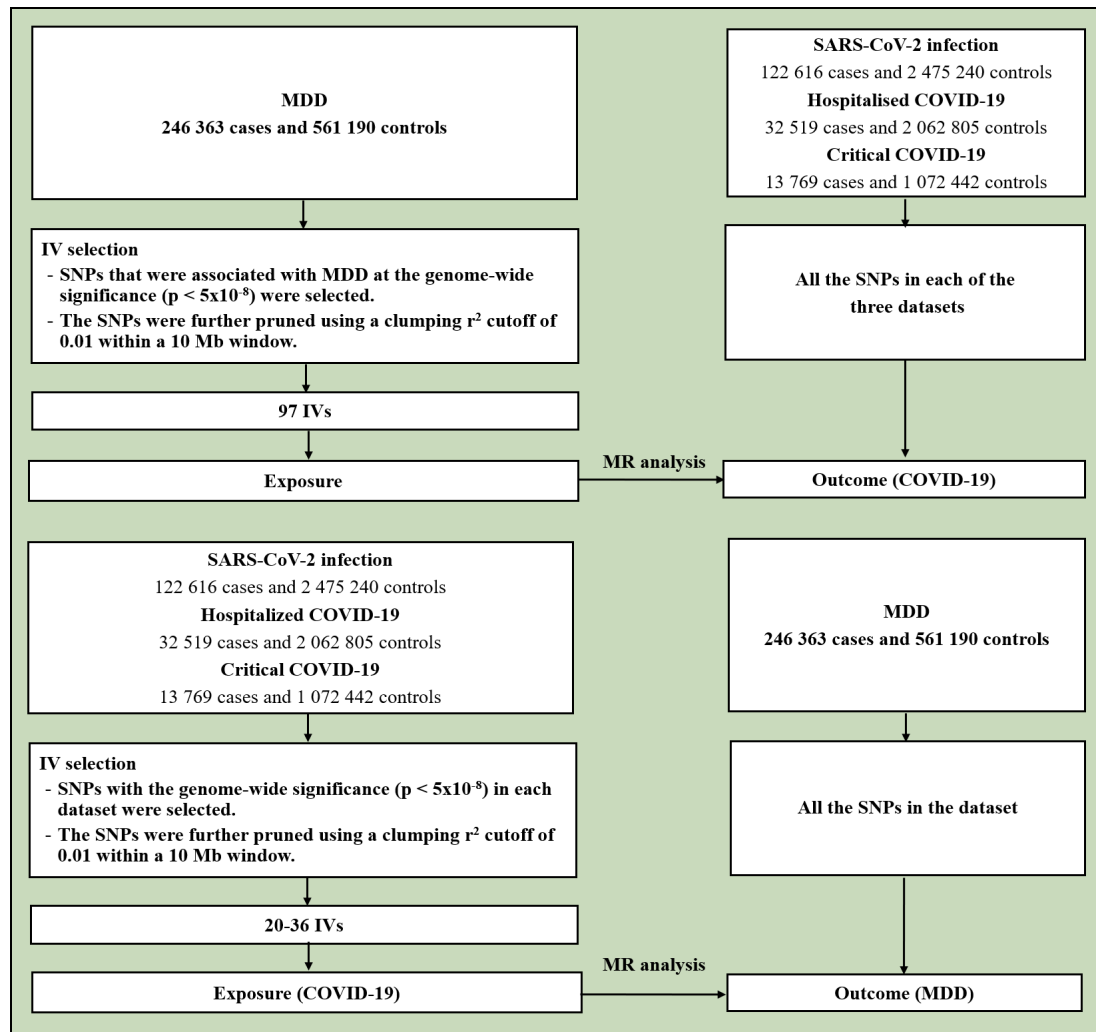 MDD
246 363 cases and 561 190 controls
SARS-CoV-2 infection
122 616 cases and 2 475 240 controls
Hospitalised COVID-19
32 519 cases and 2 062 805 controls
Critical COVID-19
13 769 cases and 1 072 442 controls
IV selection
- SNPs that were associated with MDD at the genome-wide
significance (p < 5x10⁻⁸) were selected.
- The SNPs were further pruned using a clumping r² cutoff of
0.01 within a 10 Mb window.
All the SNPs in each of the
three datasets
97 IVs
Exposure
MR analysis
Outcome (COVID-19)
SARS-CoV-2 infection
122 616 cases and 2 475 240 controls
Hospitalized COVID-19
32 519 cases and 2 062 805 controls
Critical COVID-19
13 769 cases and 1 072 442 controls
MDD
246 363 cases and 561 190 controls
IV selection
- SNPs with the genome-wide significance (p < 5x10⁻⁸) in each
dataset were selected.
- The SNPs were further pruned using a clumping r² cutoff of
0.01 within a 10 Mb window.
All the SNPs in the dataset
20-36 IVs
Exposure (COVID-19)
MR analysis
Outcome (MDD)